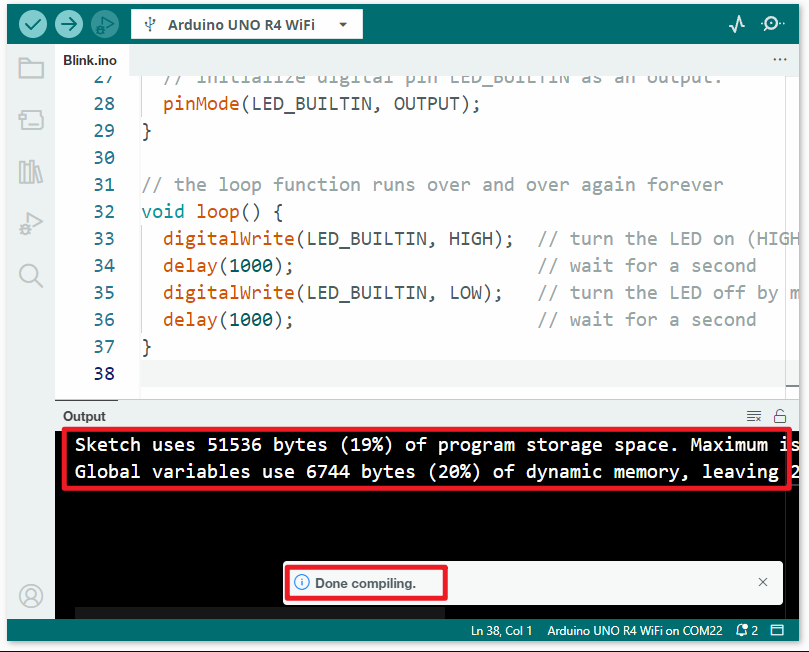 Arduino UNO R4 WiFi
Blink.ino
27 // initialize digital pin LED_BUILTIN as an output.
28 pinMode(LED_BUILTIN, OUTPUT);
29 }
30
31 // the loop function runs over and over again forever
32 void loop() {
33 digitalWrite(LED_BUILTIN, HIGH); // turn the LED on (HIGH
34 delay(1000); // wait for a second
35 digitalWrite(LED_BUILTIN, LOW); // turn the LED off by m
36 delay(1000); // wait for a second
37 }
38
Output
Sketch uses 51536 bytes (19%) of program storage space. Maximum is
Global variables use 6744 bytes (20%) of dynamic memory, leaving 2
Done compiling.
Ln 38, Col 1 Arduino UNO R4 WiFi on COM22 2